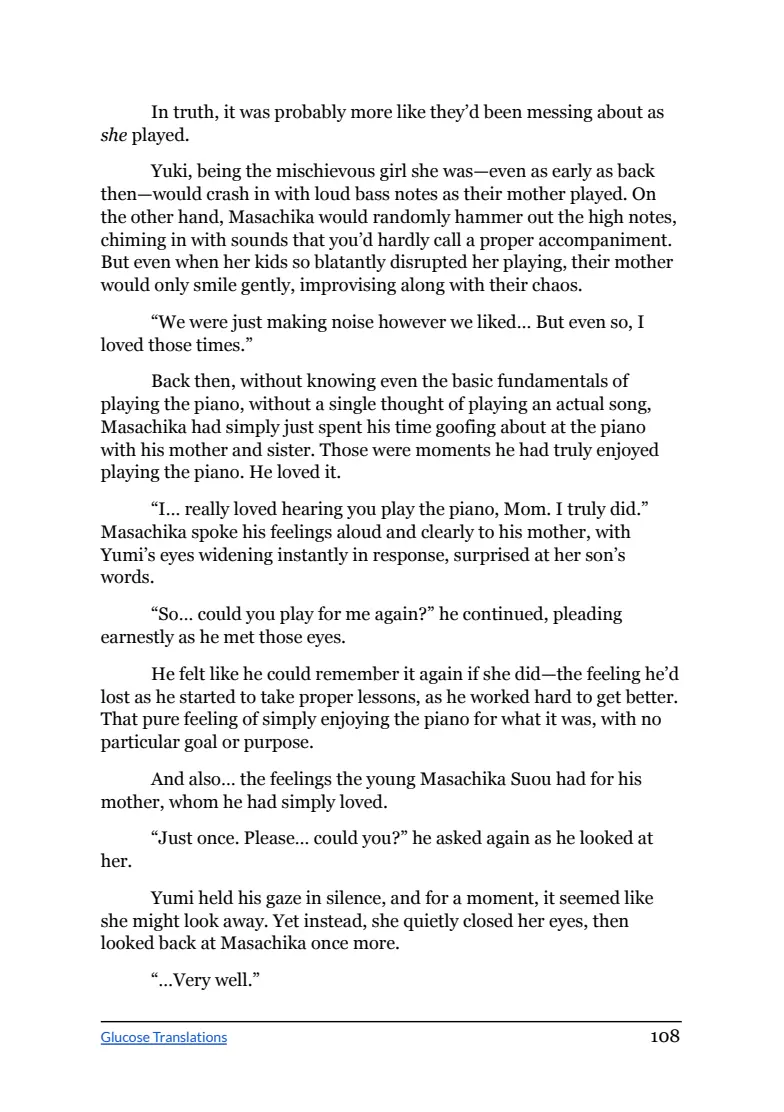 In truth, it was probably more like they’d been messing about as
she played.
Yuki, being the mischievous girl she was—even as early as back
then—would crash in with loud bass notes as their mother played. On
the other hand, Masachika would randomly hammer out the high notes,
chiming in with sounds that you’d hardly call a proper accompaniment.
But even when her kids so blatantly disrupted her playing, their mother
would only smile gently, improvising along with their chaos.
“We were just making noise however we liked… But even so, I
loved those times.”
Back then, without knowing even the basic fundamentals of
playing the piano, without a single thought of playing an actual song,
Masachika had simply just spent his time goofing about at the piano
with his mother and sister. Those were moments he had truly enjoyed
playing the piano. He loved it.
“I… really loved hearing you play the piano, Mom. I truly did.”
Masachika spoke his feelings aloud and clearly to his mother, with
Yumi’s eyes widening instantly in response, surprised at her son’s
words.
“So… could you play for me again?” he continued, pleading
earnestly as he met those eyes.
He felt like he could remember it again if she did—the feeling he’d
lost as he started to take proper lessons, as he worked hard to get better.
That pure feeling of simply enjoying the piano for what it was, with no
particular goal or purpose.
And also… the feelings the young Masachika Suou had for his
mother, whom he had simply loved.
“Just once. Please… could you?” he asked again as he looked at
her.
Yumi held his gaze in silence, and for a moment, it seemed like
she might look away. Yet instead, she quietly closed her eyes, then
looked back at Masachika once more.
“…Very well.”
Glucose Translations 108